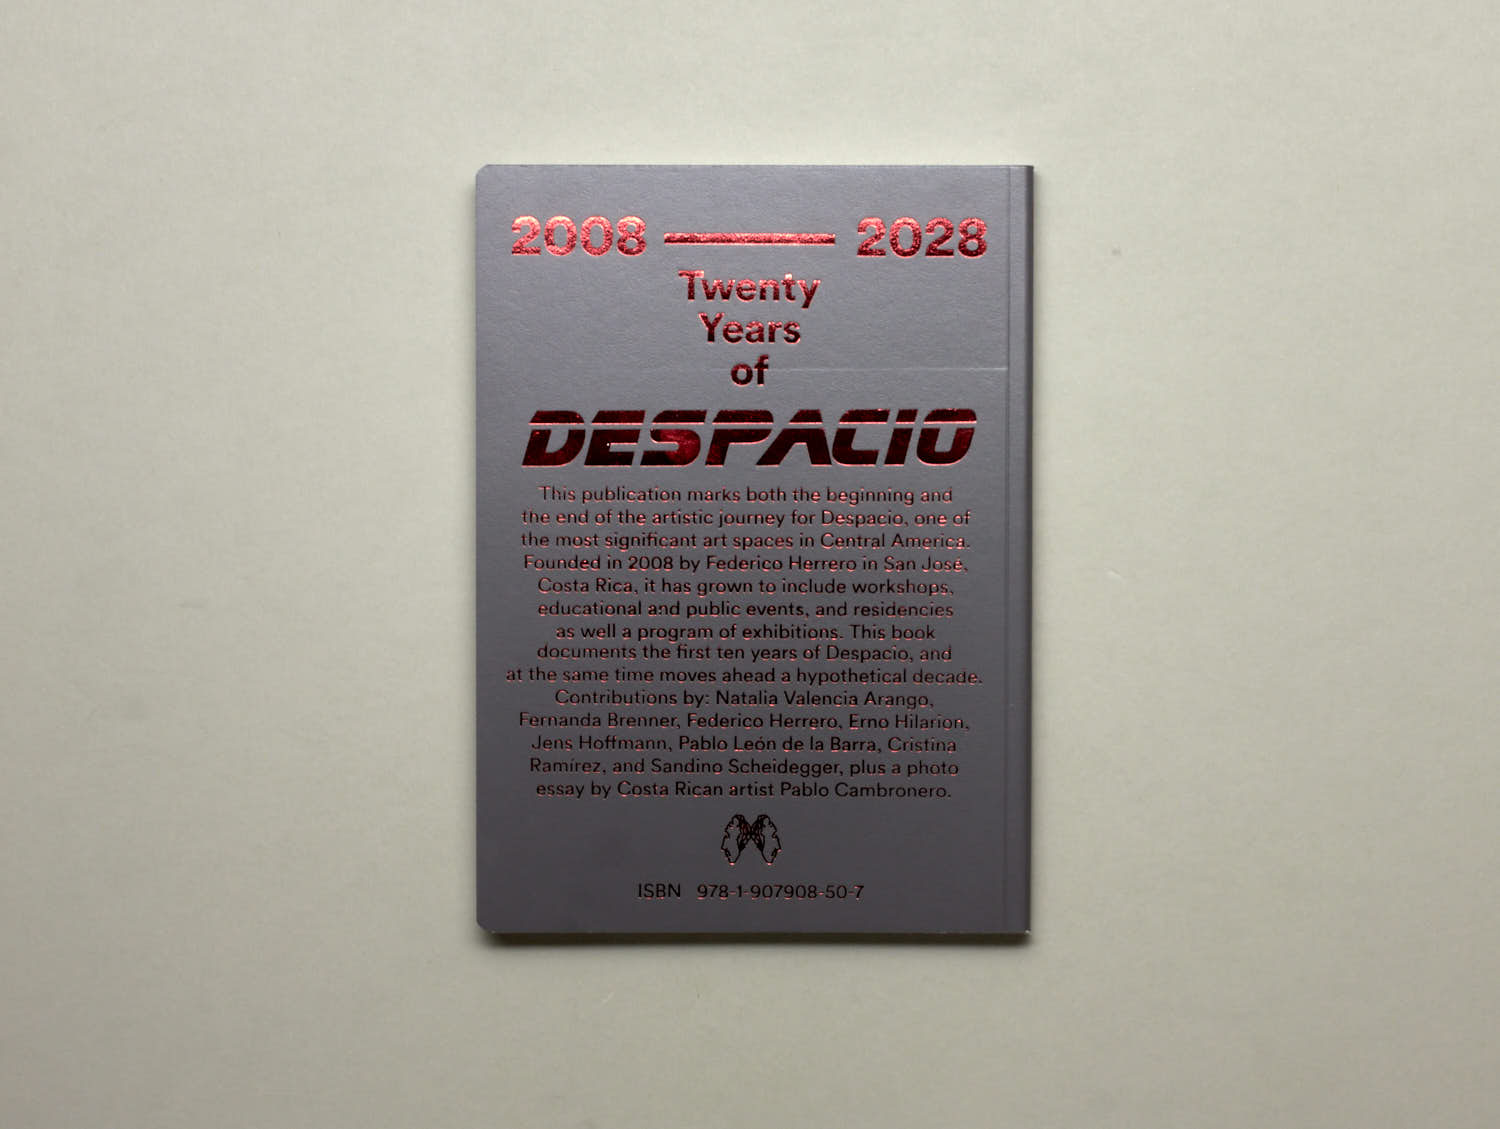 2008 — 2028
Twenty
Years
of
DESPACIO
This publication marks both the beginning and
the end of the artistic journey for Despacio, one of
the most significant art spaces in Central America.
Founded in 2008 by Federico Herrero in San José,
Costa Rica, it has grown to include workshops,
educational and public events, and residencies
as well a program of exhibitions. This book
documents the first ten years of Despacio, and
at the same time moves ahead a hypothetical decade.
Contributions by: Natalia Valencia Arango,
Fernanda Brenner, Federico Herrero, Erno Hilarion,
Jens Hoffmann, Pablo León de la Barra, Cristina
Ramírez, and Sandino Scheidegger, plus a photo
essay by Costa Rican artist Pablo Cambronero.
ISBN 978-1-907908-50-7